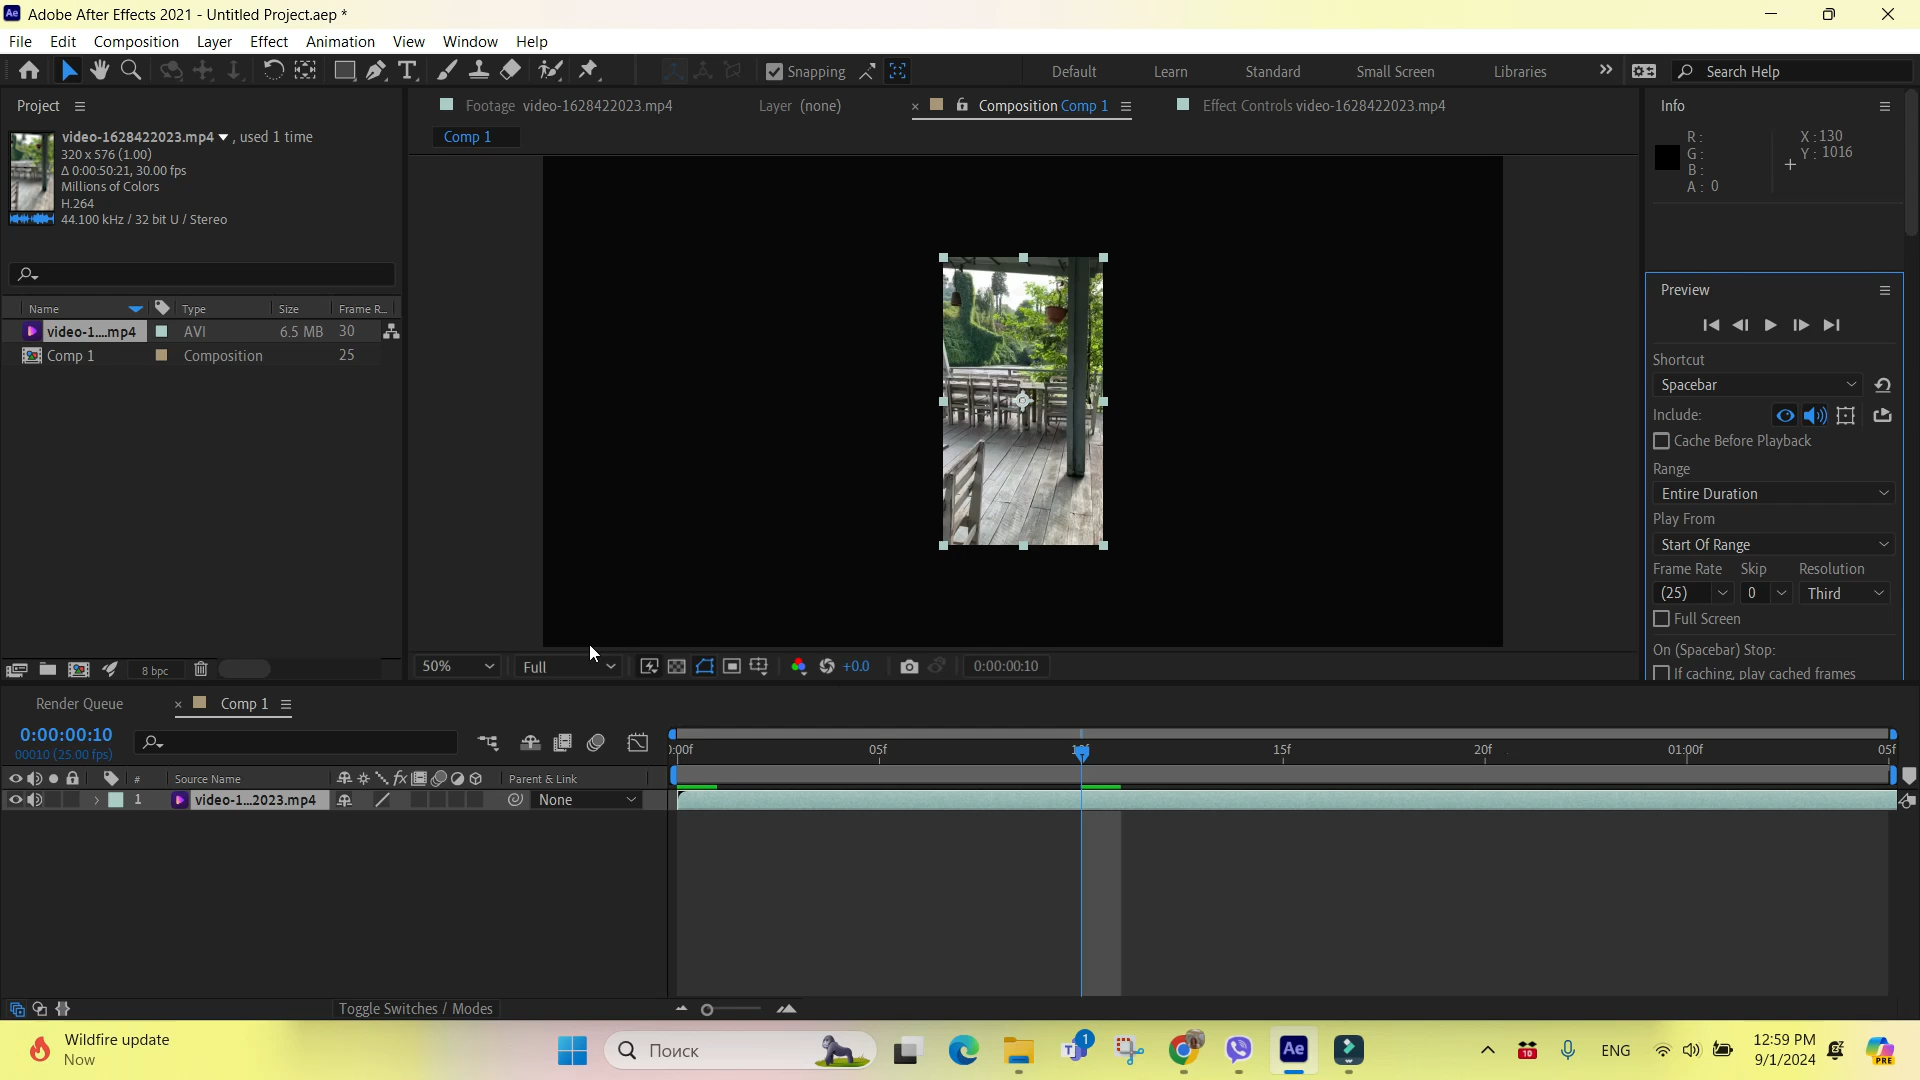 Adobe After Effects 2021 - Untitled Project.aep *
File Edit Composition Layer Effect Animation View Window Help
Snapping Default Learn Standard Small Screen Libraries Search Help
Project
video-1628422023.mp4 , used 1 time
320 x 576 (1.00)
Δ 0:00:50:21, 30.00 fps
Millions of Colors
H.264
44.100 kHz / 32 bit U / Stereo
Name Type Size Frame R...
video-1....mp4 AVI 6.5 MB 30
Comp 1 Composition 25
8 bpc
Footage video-1628422023.mp4 Layer (none) × Composition Comp 1 Effect Controls video-1628422023.mp4
Comp 1
50% Full +0.0 0:00:00:10
Info
R: X : 130
G: Y : 1016
B:
A: 0
Preview
Shortcut
Spacebar
Include:
Cache Before Playback
Range
Entire Duration
Play From
Start Of Range
Frame Rate Skip Resolution
(25) 0 Third
Full Screen
On (Spacebar) Stop:
If caching, play cached frames
Render Queue × Comp 1
0:00:00:10
00010 (25.00 fps)
# Source Name Parent & Link
1 video-1...2023.mp4 None
):00f 05f 10f 15f 20f 01:00f 05f
Toggle Switches / Modes
Wildfire update
Now
Поиск
1
Ae
10
ENG
12:59 PM
9/1/2024
PRE